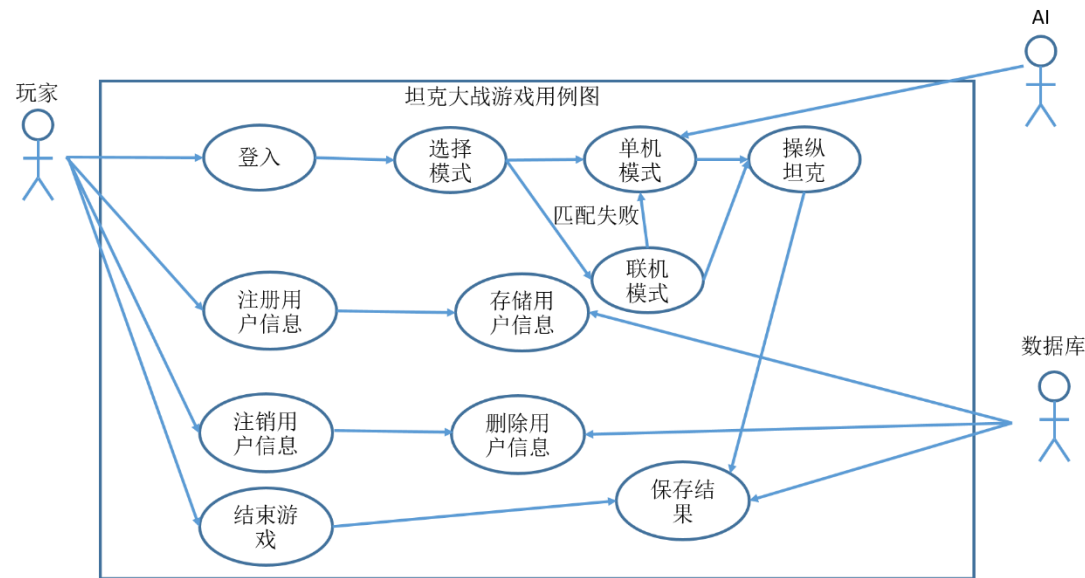 AI
玩家
坦克大战游戏用例图
登入
选择
模式
单机
模式
操纵
坦克
匹配失败
联机
模式
注册用
户信息
存储用
户信息
数据库
注销用
户信息
删除用
户信息
保存结
果
结束游
戏